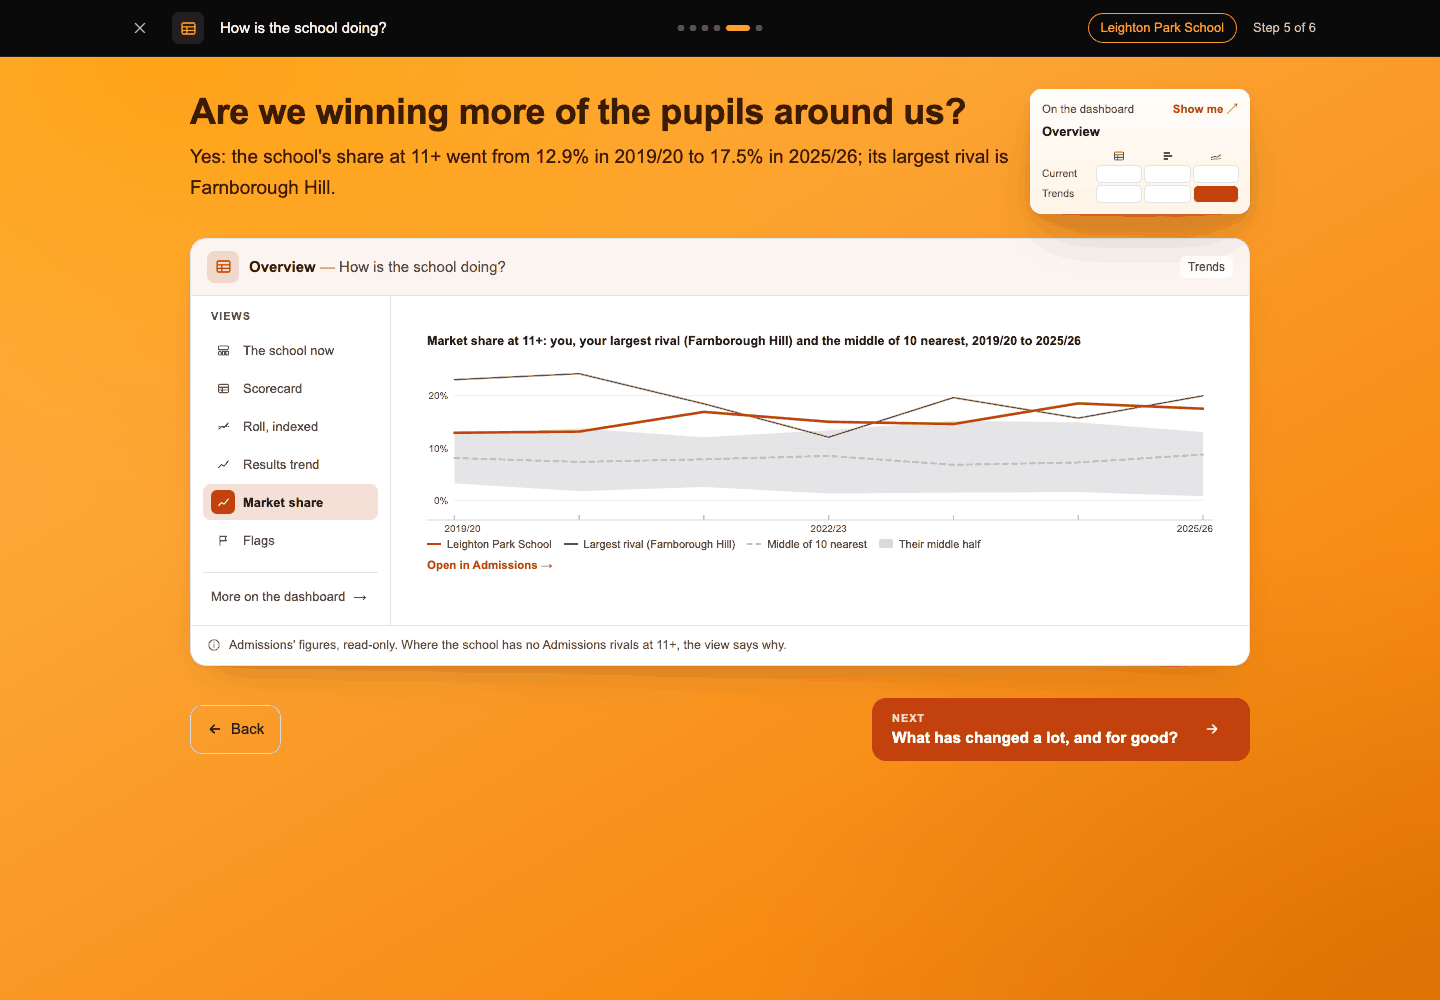 How is the school doing?
Leighton Park School
Step 5 of 6
Are we winning more of the pupils around us?
Yes: the school's share at 11+ went from 12.9% in 2019/20 to 17.5% in 2025/26; its largest rival is
Farnborough Hill.
On the dashboard
Show me ↗
Overview
Current
Trends
Overview — How is the school doing?
Trends
VIEWS
The school now
Scorecard
Roll, indexed
Results trend
Market share
Flags
More on the dashboard →
Market share at 11+: you, your largest rival (Farnborough Hill) and the middle of 10 nearest, 2019/20 to 2025/26
20%
10%
0%
2019/20
2022/23
2025/26
Leighton Park School
Largest rival (Farnborough Hill)
Middle of 10 nearest
Their middle half
Open in Admissions →
Admissions' figures, read-only. Where the school has no Admissions rivals at 11+, the view says why.
← Back
NEXT
What has changed a lot, and for good? →